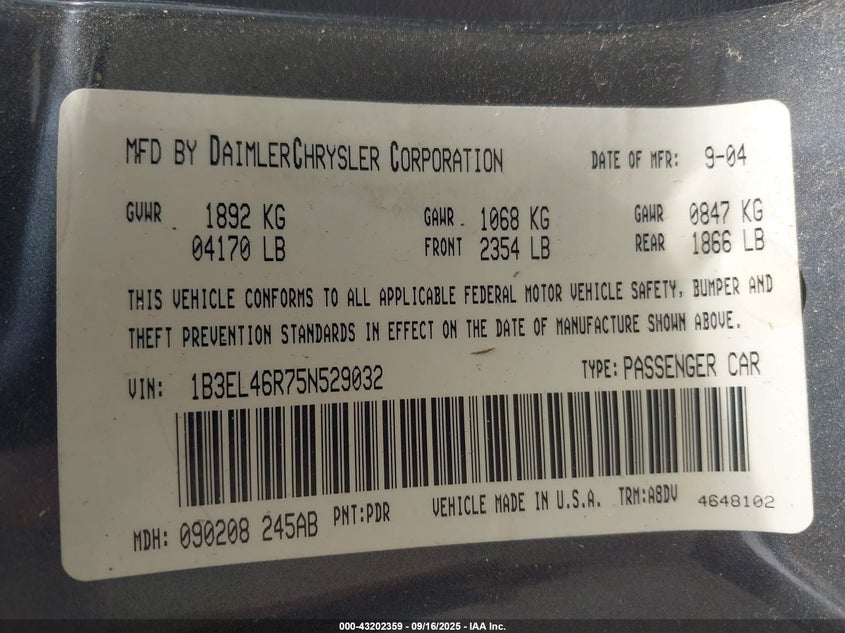 MFD BY DAIMLERCHRYSLER CORPORATION DATE OF MFR: 9-04
GVWR 1892 KG GAWR 1068 KG GAWR 0847 KG
04170 LB FRONT 2354 LB REAR 1866 LB
THIS VEHICLE CONFORMS TO ALL APPLICABLE FEDERAL MOTOR VEHICLE SAFETY, BUMPER AND
THEFT PREVENTION STANDARDS IN EFFECT ON THE DATE OF MANUFACTURE SHOWN ABOVE.
VIN: 1B3EL46R75N529032 TYPE: PASSENGER CAR
MDH: 090208 245AB PNT:PDR VEHICLE MADE IN U.S.A. TRM:A8DV 4648102
000-43202359 - 09/16/2025 - IAA Inc.